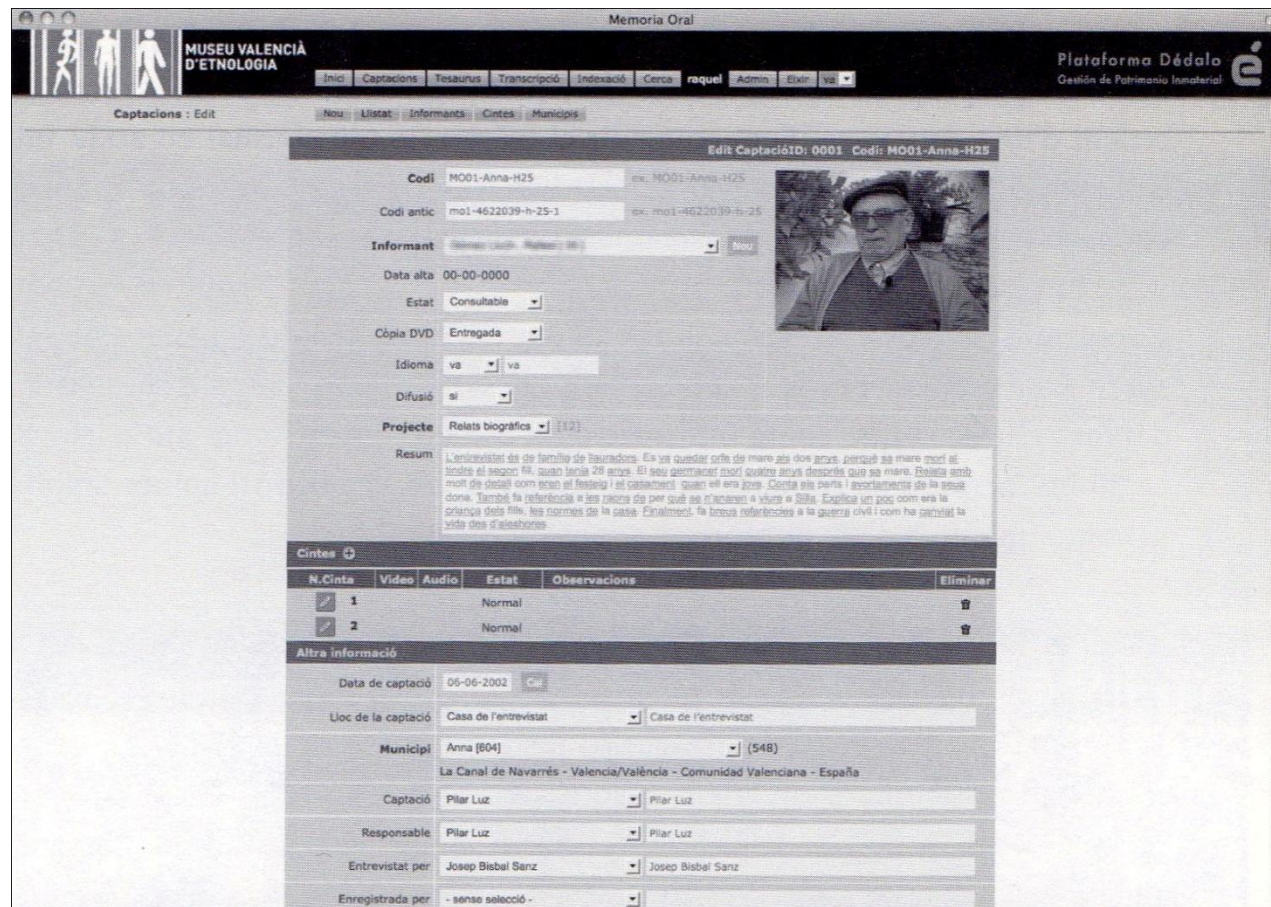 Memoria Oral
MUSEU VALENCIÀ
D'ETNOLOGIA
Inici Captacions Tesaurus Transcripció Indexació Cerca raquel Admin Eixir va
Plataforma Dédalo
Gestión de Patrimonio Inmaterial
Captacions : Edit
Nou Llistat Informants Cintes Municipis
Edit CaptacióID: 0001 Codi: MO01-Anna-H25
Codi MO01-Anna-H25 ex. MO01-Anna-H25
Codi antic mo1-4622039-h-25-1 ex. mo1-4622039-h-25
Informant Nou
Data alta 00-00-0000
Estat Consultable
Còpia DVD Entregada
Idioma va va
Difusió si
Projecte Relats biogràfics [12]
Resum L'entrevistat és de família de llauradors. Es va quedar orfe de mare als dos anys, perquè sa mare morí al
tindre el segon fill, quan tenia 28 anys. El seu germanet morí quatre anys després que sa mare. Relata amb
molt de detall com eren el festeig i el casament, quan ell era jove. Conta els parts i avortaments de la seua
dona. També fa referència a les raons de per què se n'anaren a viure a Silla. Explica un poc com era la
criança dels fills, les normes de la casa. Finalment, fa breus referències a la guerra civil i com ha canviat la
vida des d'aleshores.
Cintes
N.Cinta Video Audio Estat Observacions Eliminar
1 Normal
2 Normal
Altra informació
Data de captació 06-06-2002 Cal
Lloc de la captació Casa de l'entrevistat Casa de l'entrevistat
Municipi Anna [604] (548)
La Canal de Navarrés - Valencia/València - Comunidad Valenciana - España
Captació Pilar Luz Pilar Luz
Responsable Pilar Luz Pilar Luz
Entrevistat per Josep Bisbal Sanz Josep Bisbal Sanz
Enregistrada per - sense selecció -